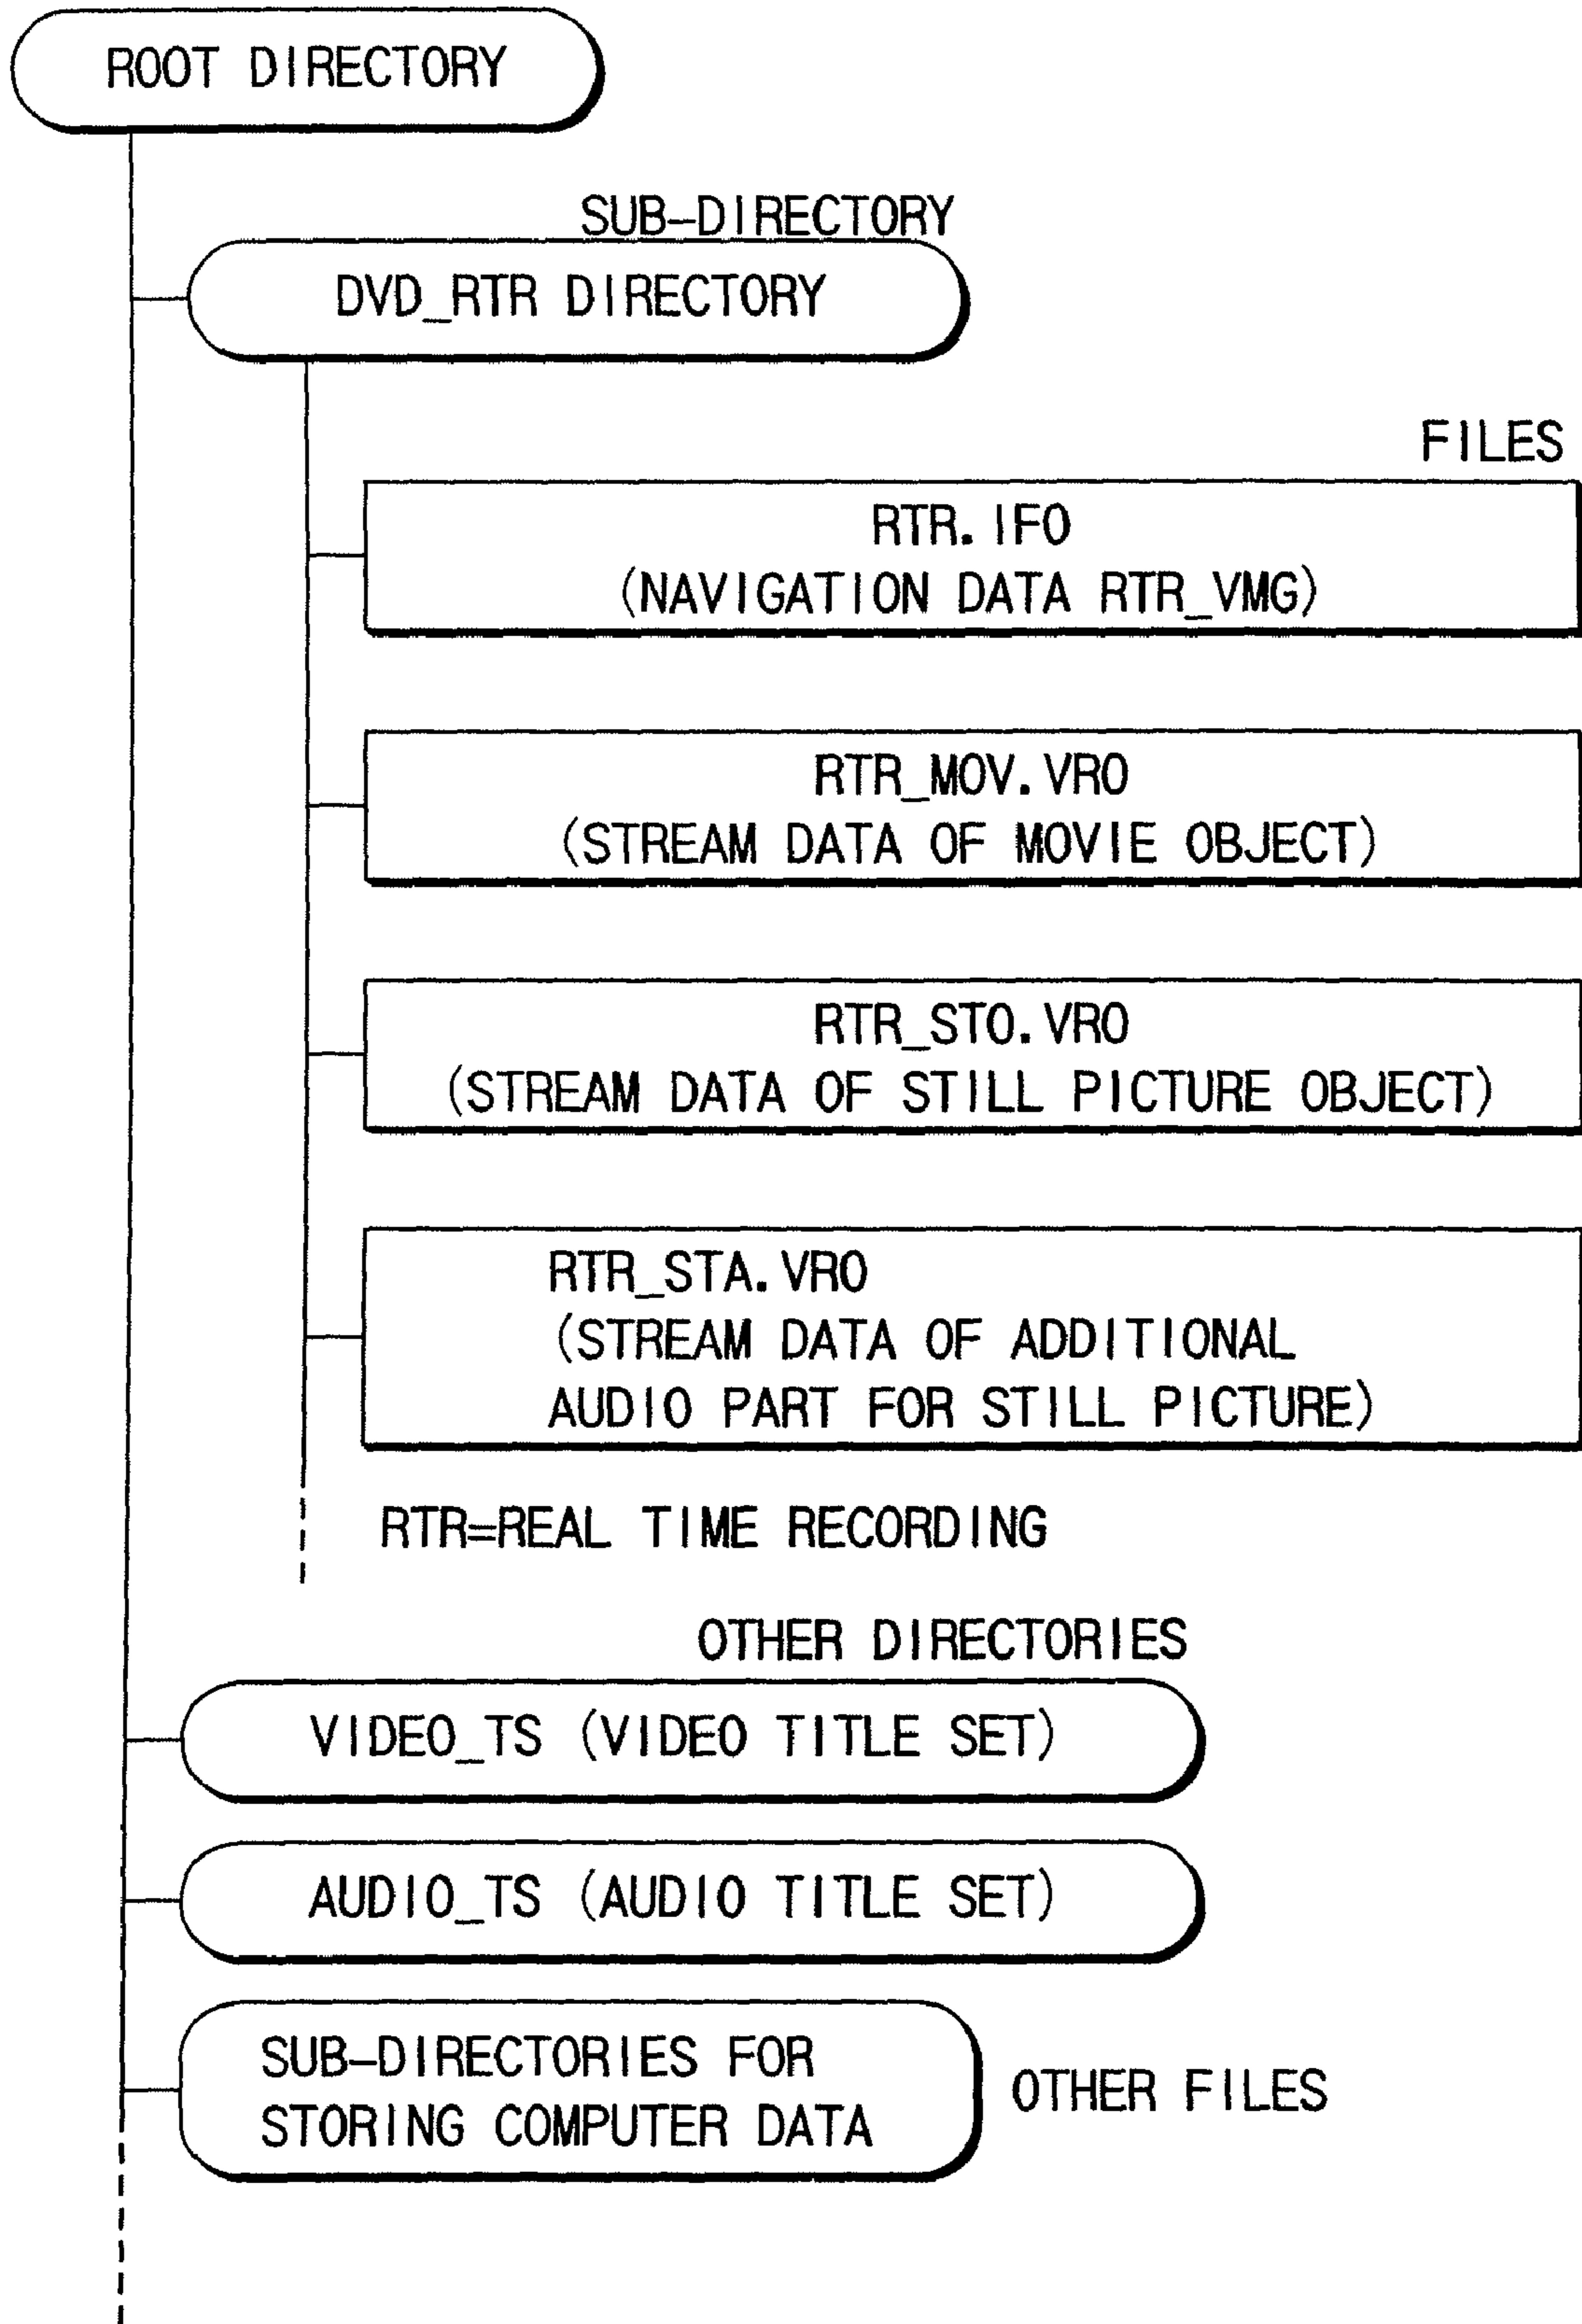 ROOT DIRECTORY
SUB-DIRECTORY
DVD_RTR DIRECTORY
FILES
RTR.IFO
(NAVIGATION DATA RTR_VMG)
RTR_MOV.VRO
(STREAM DATA OF MOVIE OBJECT)
RTR_STO.VRO
(STREAM DATA OF STILL PICTURE OBJECT)
RTR_STA.VRO
(STREAM DATA OF ADDITIONAL
AUDIO PART FOR STILL PICTURE)
RTR=REAL TIME RECORDING
OTHER DIRECTORIES
VIDEO_TS (VIDEO TITLE SET)
AUDIO_TS (AUDIO TITLE SET)
SUB-DIRECTORIES FOR
STORING COMPUTER DATA
OTHER FILES